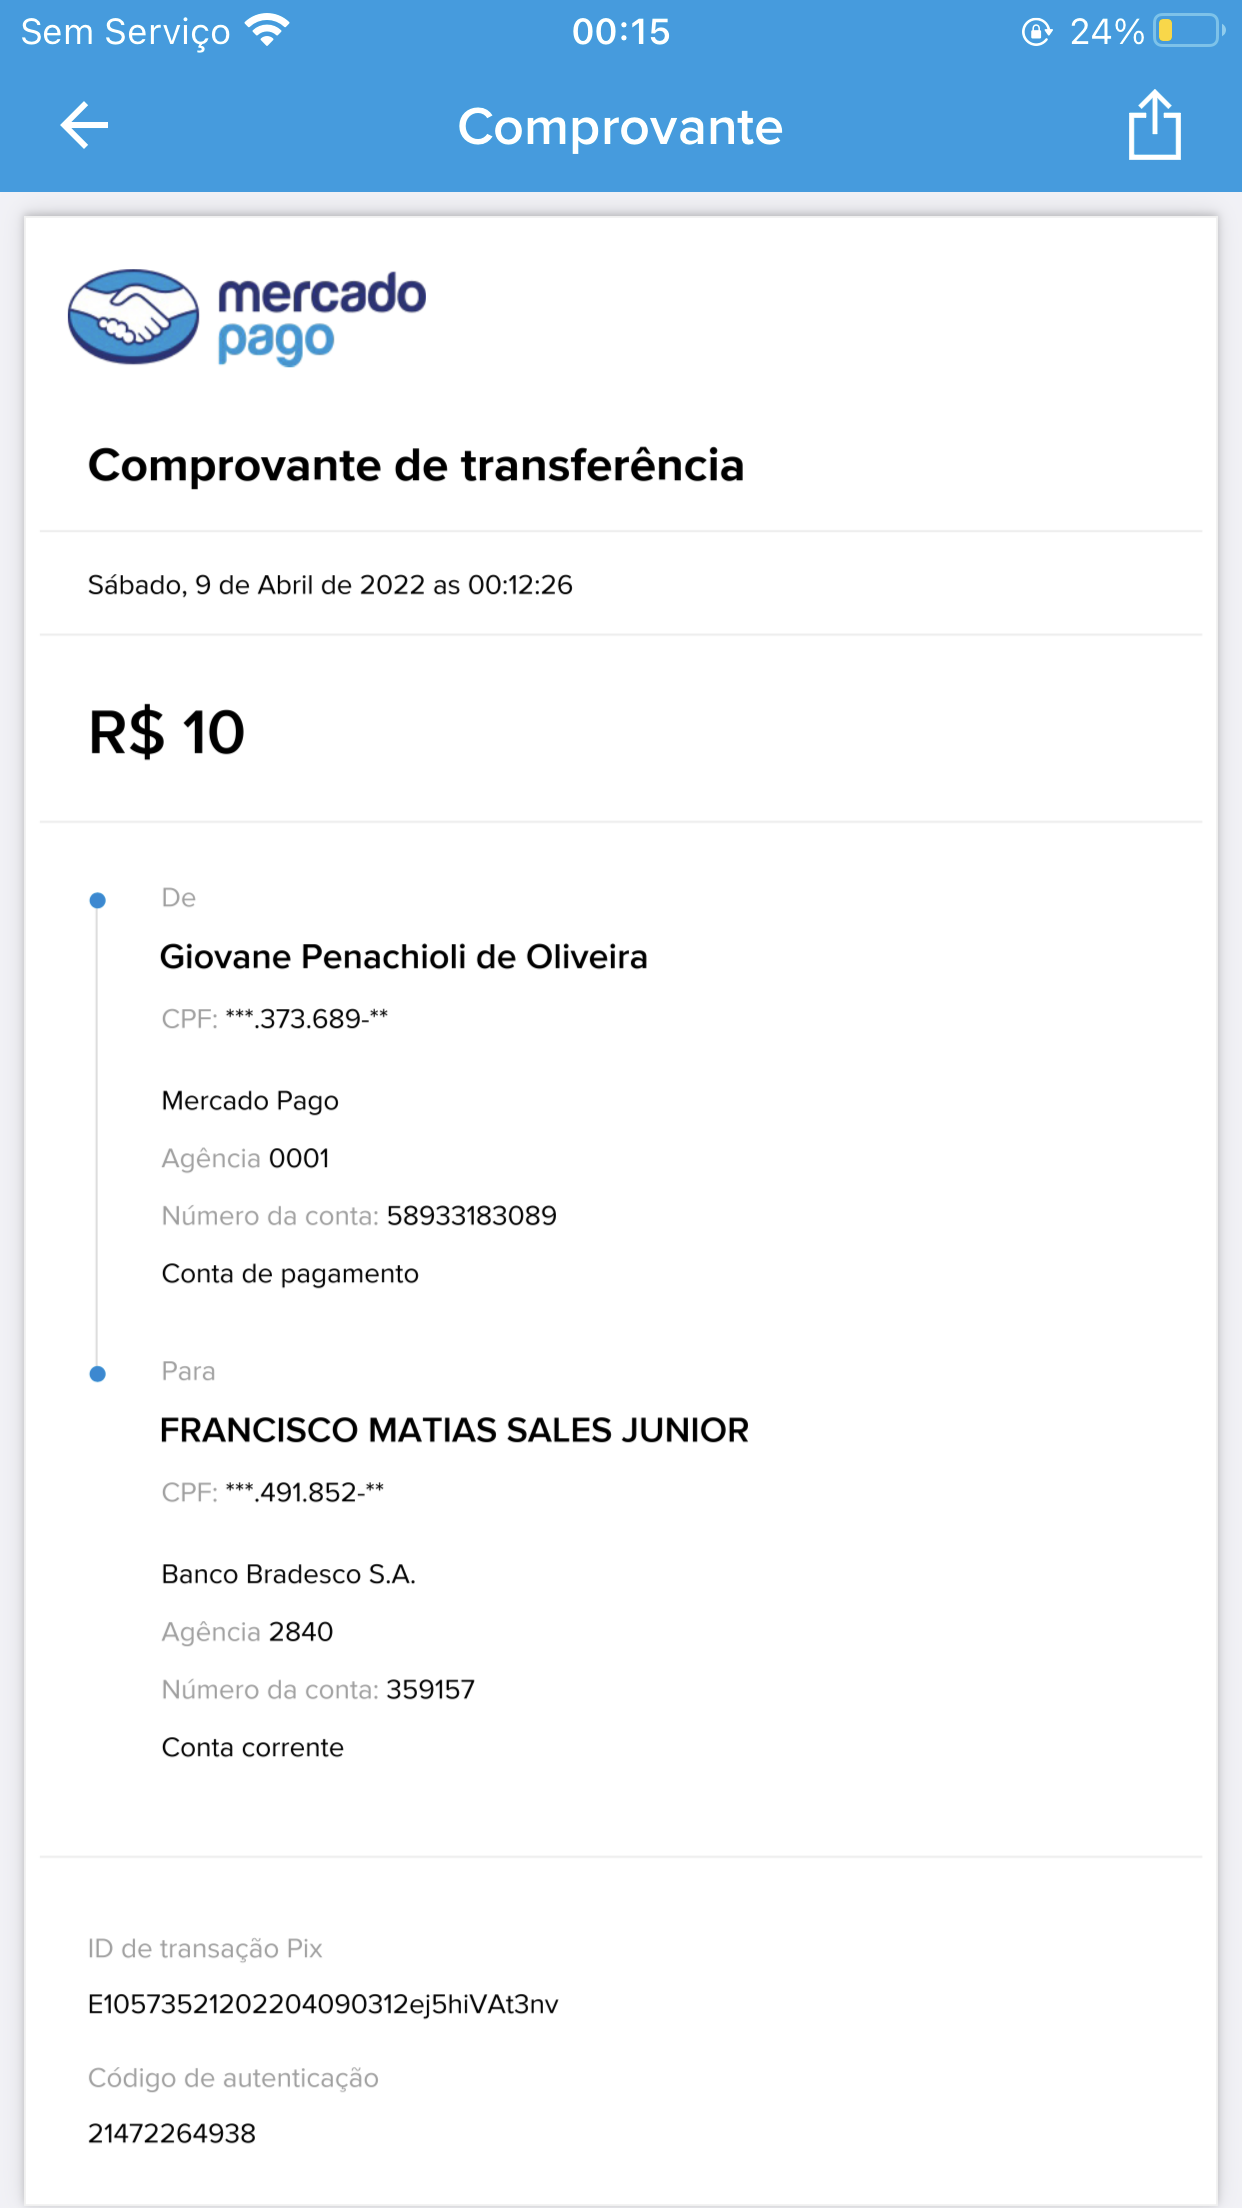 Sem Serviço 00:15 24%
Comprovante
mercado
pago
Comprovante de transferência
Sábado, 9 de Abril de 2022 as 00:12:26
R$ 10
De
Giovane Penachioli de Oliveira
CPF: ***.373.689-**
Mercado Pago
Agência 0001
Número da conta: 58933183089
Conta de pagamento
Para
FRANCISCO MATIAS SALES JUNIOR
CPF: ***.491.852-**
Banco Bradesco S.A.
Agência 2840
Número da conta: 359157
Conta corrente
ID de transação Pix
E10573521202204090312ej5hiVAt3nv
Código de autenticação
21472264938